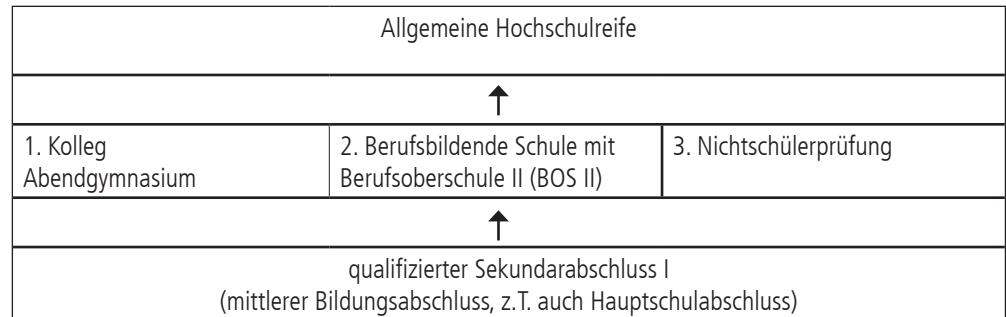 Allgemeine Hochschulreife
1. Kolleg
Abendgymnasium
2. Berufsbildende Schule mit
Berufsoberschule II (BOS II)
3. Nichtschülerprüfung
qualifizierter Sekundarabschluss I
(mittlerer Bildungsabschluss, z.T. auch Hauptschulabschluss)